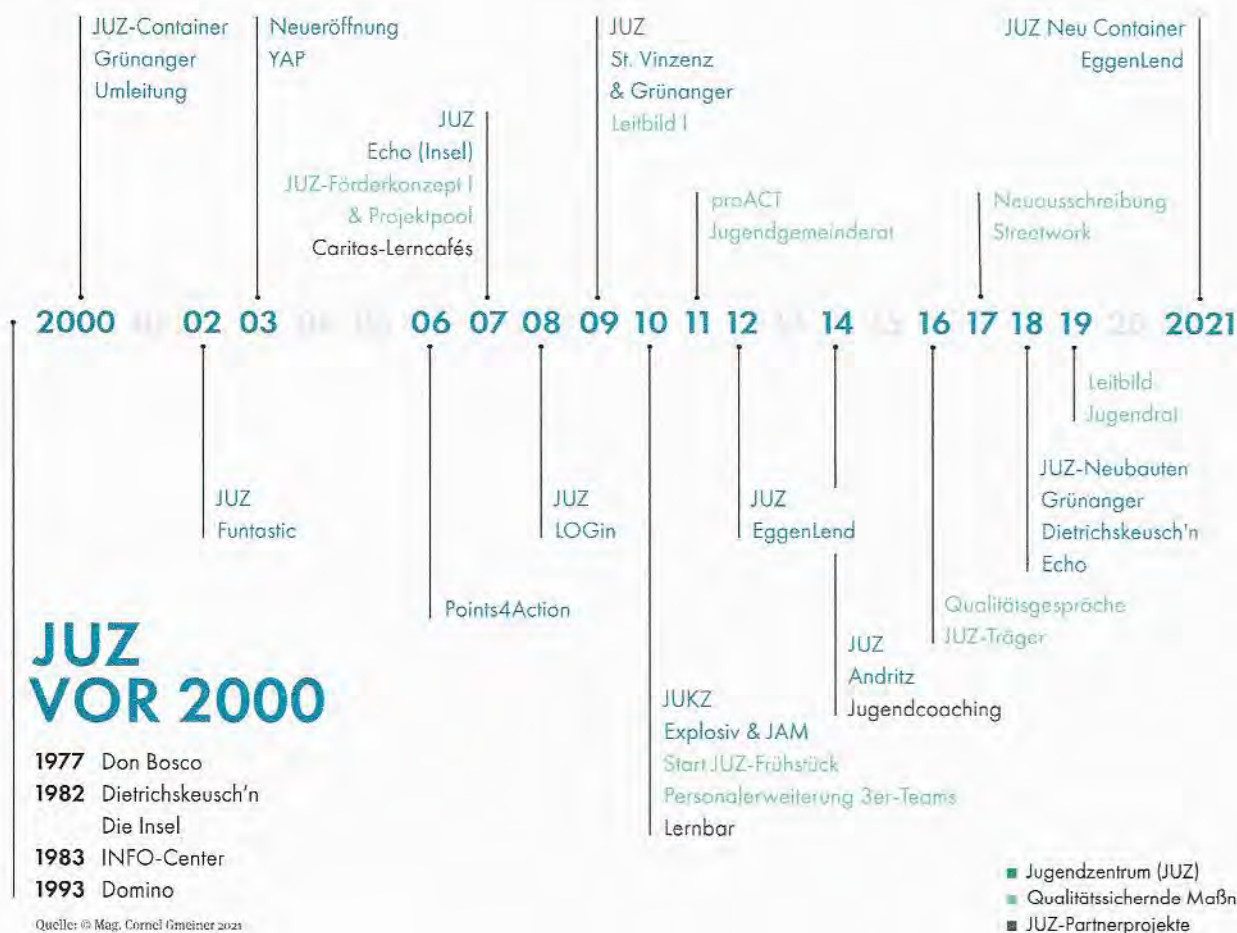 JUZ-Container
Grünanger
Umleitung
Neueröffnung
YAP
JUZ
Echo (Insel)
JUZ-Förderkonzept I
& Projektpool
Caritas-Lerncafés
JUZ
St. Vinzenz
& Grünanger
Leitbild I
proACT
Jugendgemeinderat
Neuausschreibung
Streetwork
JUZ Neu Container
EggenLend
2000 02 03 06 07 08 09 10 11 12 14 16 17 18 19 20 2021
JUZ
Funtastic
Points4Action
JUZ
LOGin
JUKZ
Explosiv & JAM
Start JUZ-Frühstück
Personalerweiterung 3er-Teams
Lernbar
JUZ
EggenLend
JUZ
Andritz
Jugendcoaching
Qualitätsgespräche
JUZ-Träger
JUZ-Neubauten
Grünanger
Dietrichskeusch'n
Echo
Leitbild
Jugendrat
JUZ
VOR 2000
1977 Don Bosco
1982 Dietrichskeusch'n
Die Insel
1983 INFO-Center
1993 Domino
Quelle: © Mag. Cornel Gmeiner 2021
Jugendzentrum (JUZ)
Qualitätssichernde Maßn
JUZ-Partnerprojekte